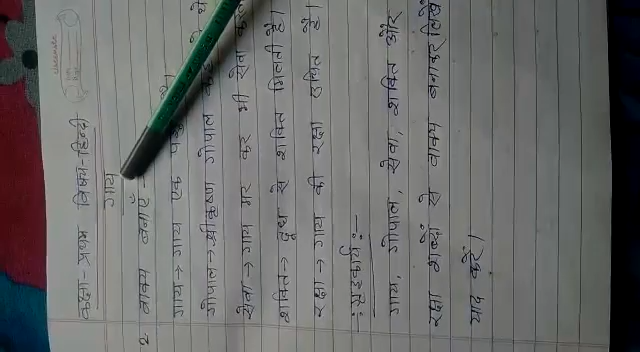 कक्षा-प्रथम विषय-हिन्दी
गाय
2 वाक्य बनाएँ-
गाय→ गाय एक है।
गोपाल→ श्रीकृष्ण गोपाल थे
सेवा→ गाय मर कर भी सेवा
शक्ति→ दूध से शक्ति मिलती है।
रक्षा→ गाय की रक्षा उचित है।
-:गृहकार्य:-
गाय, गोपाल, सेवा, शक्ति और
रक्षा शब्दों से वाक्य बनाकर लिखें
याद करें।